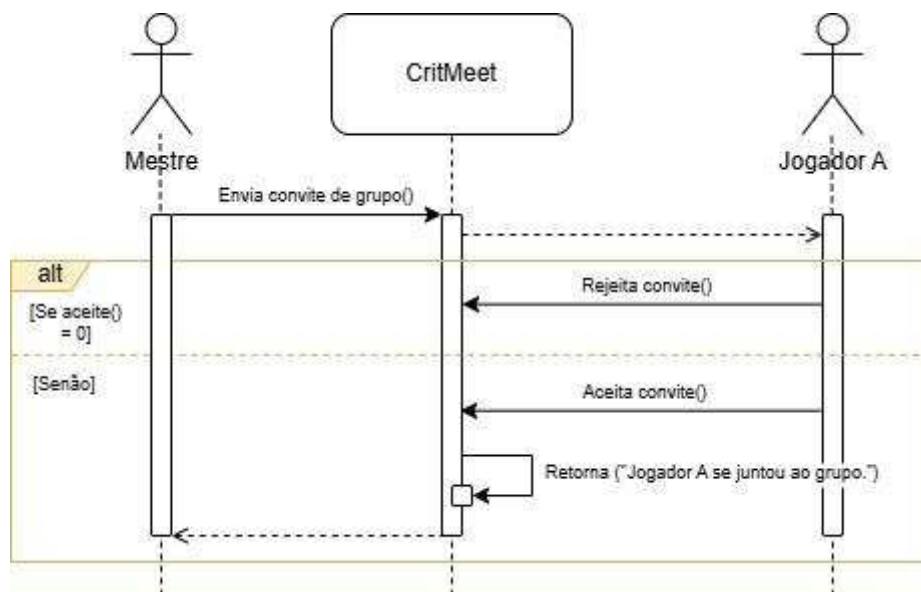 CritMeet
Mestre
Jogador A
Envia convite de grupo()
alt
Rejeita convite()
[Se aceite()
= 0]
[Senão]
Aceita convite()
Retorna ("Jogador A se juntou ao grupo.")